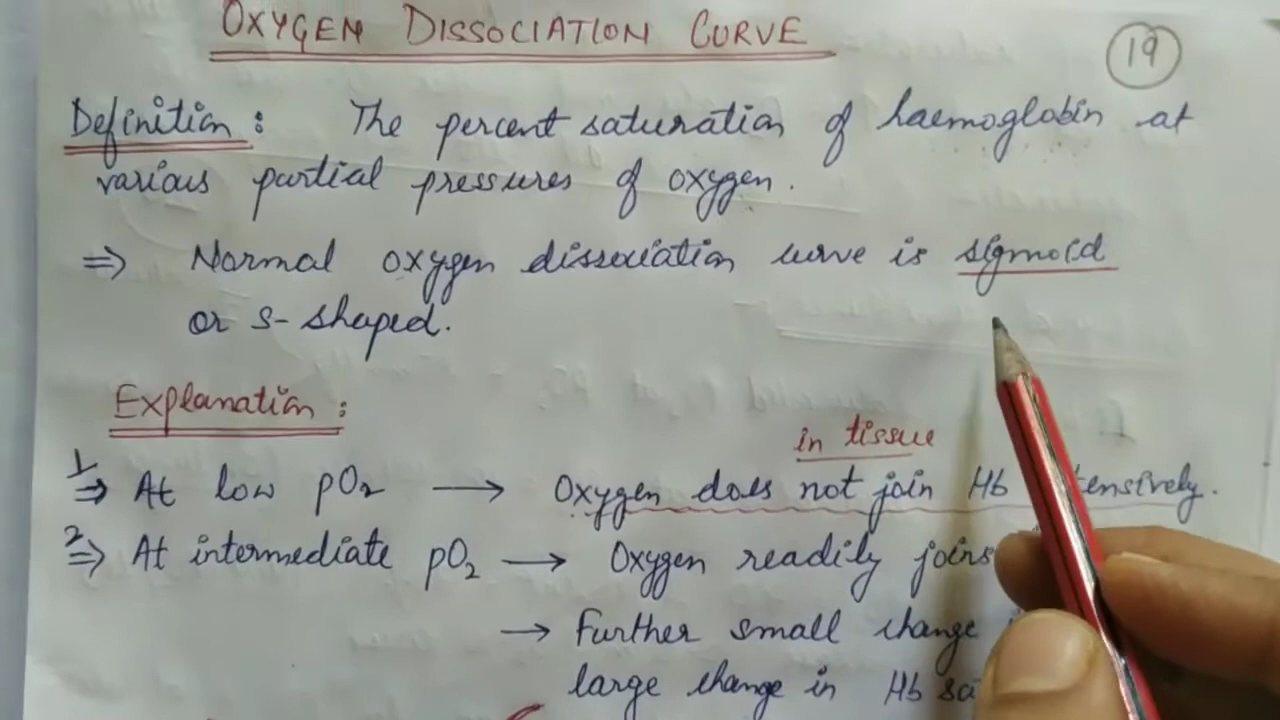 OXYGEN DISSOCIATION CURVE
19
Definition : The percent saturation of haemoglobin at
various partial pressures of oxygen.
⇒ Normal oxygen dissociation curve is sigmoid
or S-shaped.
Explanation :
in tissue
1⇒ At low pO2 → Oxygen does not join Hb tensively.
2⇒ At intermediate pO2 → Oxygen readily joins
→ Further small change
large change in Hb sa